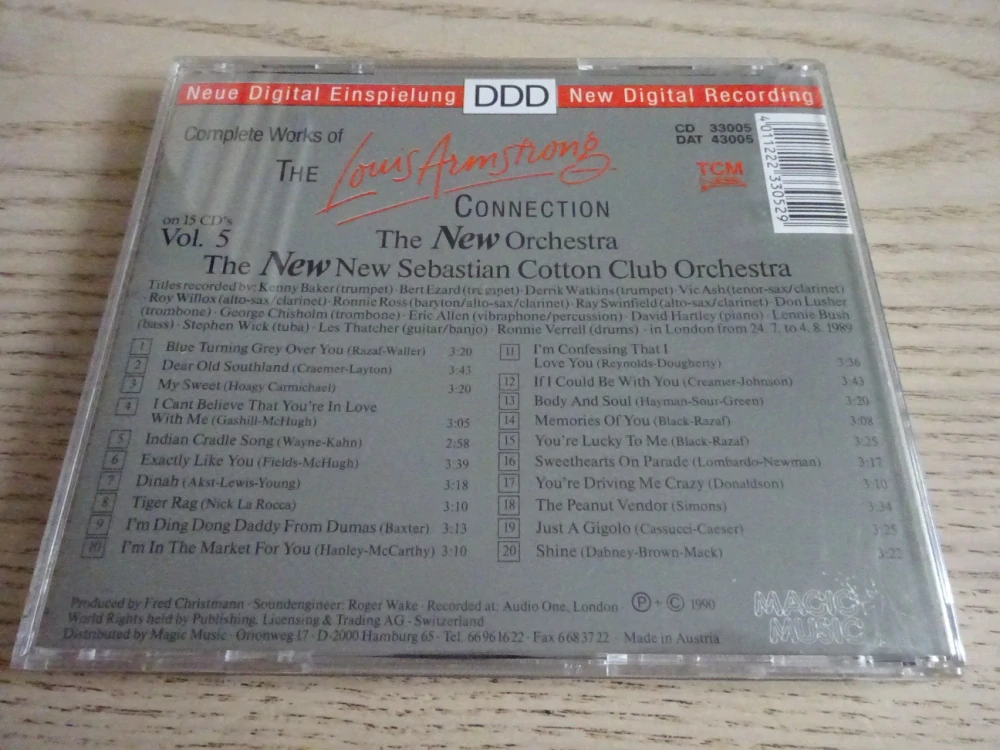 Neue Digital Einspielung DDD New Digital Recording
Complete Works of
THE Louis Armstrong
CONNECTION
CD 33005
DAT 43005
TCM
4 011222 330529
on 15 CD's
Vol. 5
The New Orchestra
The New New Sebastian Cotton Club Orchestra
Titles recorded by: Kenny Baker (trumpet) · Bert Ezard (trumpet) · Derrik Watkins (trumpet) · Vic Ash (tenor-sax/clarinet)
· Roy Willox (alto-sax/clarinet) · Ronnie Ross (baryton/alto-sax/clarinet) · Ray Swinfield (alto-sax/clarinet) · Don Lusher
(trombone) · George Chisholm (trombone) · Eric Allen (vibraphone/percussion) · David Hartley (piano) · Lennie Bush
(bass) · Stephen Wick (tuba) · Les Thatcher (guitar/banjo) · Ronnie Verrell (drums) · in London from 24. 7. to 4. 8. 1989
1 Blue Turning Grey Over You (Razaf-Waller) 3:20
2 Dear Old Southland (Craemer-Layton) 3:43
3 My Sweet (Hoagy Carmichael) 3:20
4 I Cant Believe That You're In Love
With Me (Gashill-McHugh) 3:05
5 Indian Cradle Song (Wayne-Kahn) 2:58
6 Exactly Like You (Fields-McHugh) 3:39
7 Dinah (Akst-Lewis-Young) 3:18
8 Tiger Rag (Nick La Rocca) 3:10
9 I'm Ding Dong Daddy From Dumas (Baxter) 3:13
10 I'm In The Market For You (Hanley-McCarthy) 3:10
11 I'm Confessing That I
Love You (Reynolds-Dougherty) 3:36
12 If I Could Be With You (Creamer-Johnson) 3:43
13 Body And Soul (Hayman-Sour-Green) 3:20
14 Memories Of You (Black-Razaf) 3:08
15 You're Lucky To Me (Black-Razaf) 3:25
16 Sweethearts On Parade (Lombardo-Newman) 3:17
17 You're Driving Me Crazy (Donaldson) 3:10
18 The Peanut Vendor (Simons) 3:34
19 Just A Gigolo (Cassucci-Caeser) 3:25
20 Shine (Dabney-Brown-Mack) 3:22
Produced by Fred Christmann · Soundengineer: Roger Wake · Recorded at: Audio One, London Ⓟ + © 1990
World Rights held by Publishing, Licensing & Trading AG · Switzerland
Distributed by Magic Music · Orionweg 17 · D-2000 Hamburg 65 · Tel. 66 96 16 22 · Fax 6 68 37 22 · Made in Austria
MAGIC
MUSIC